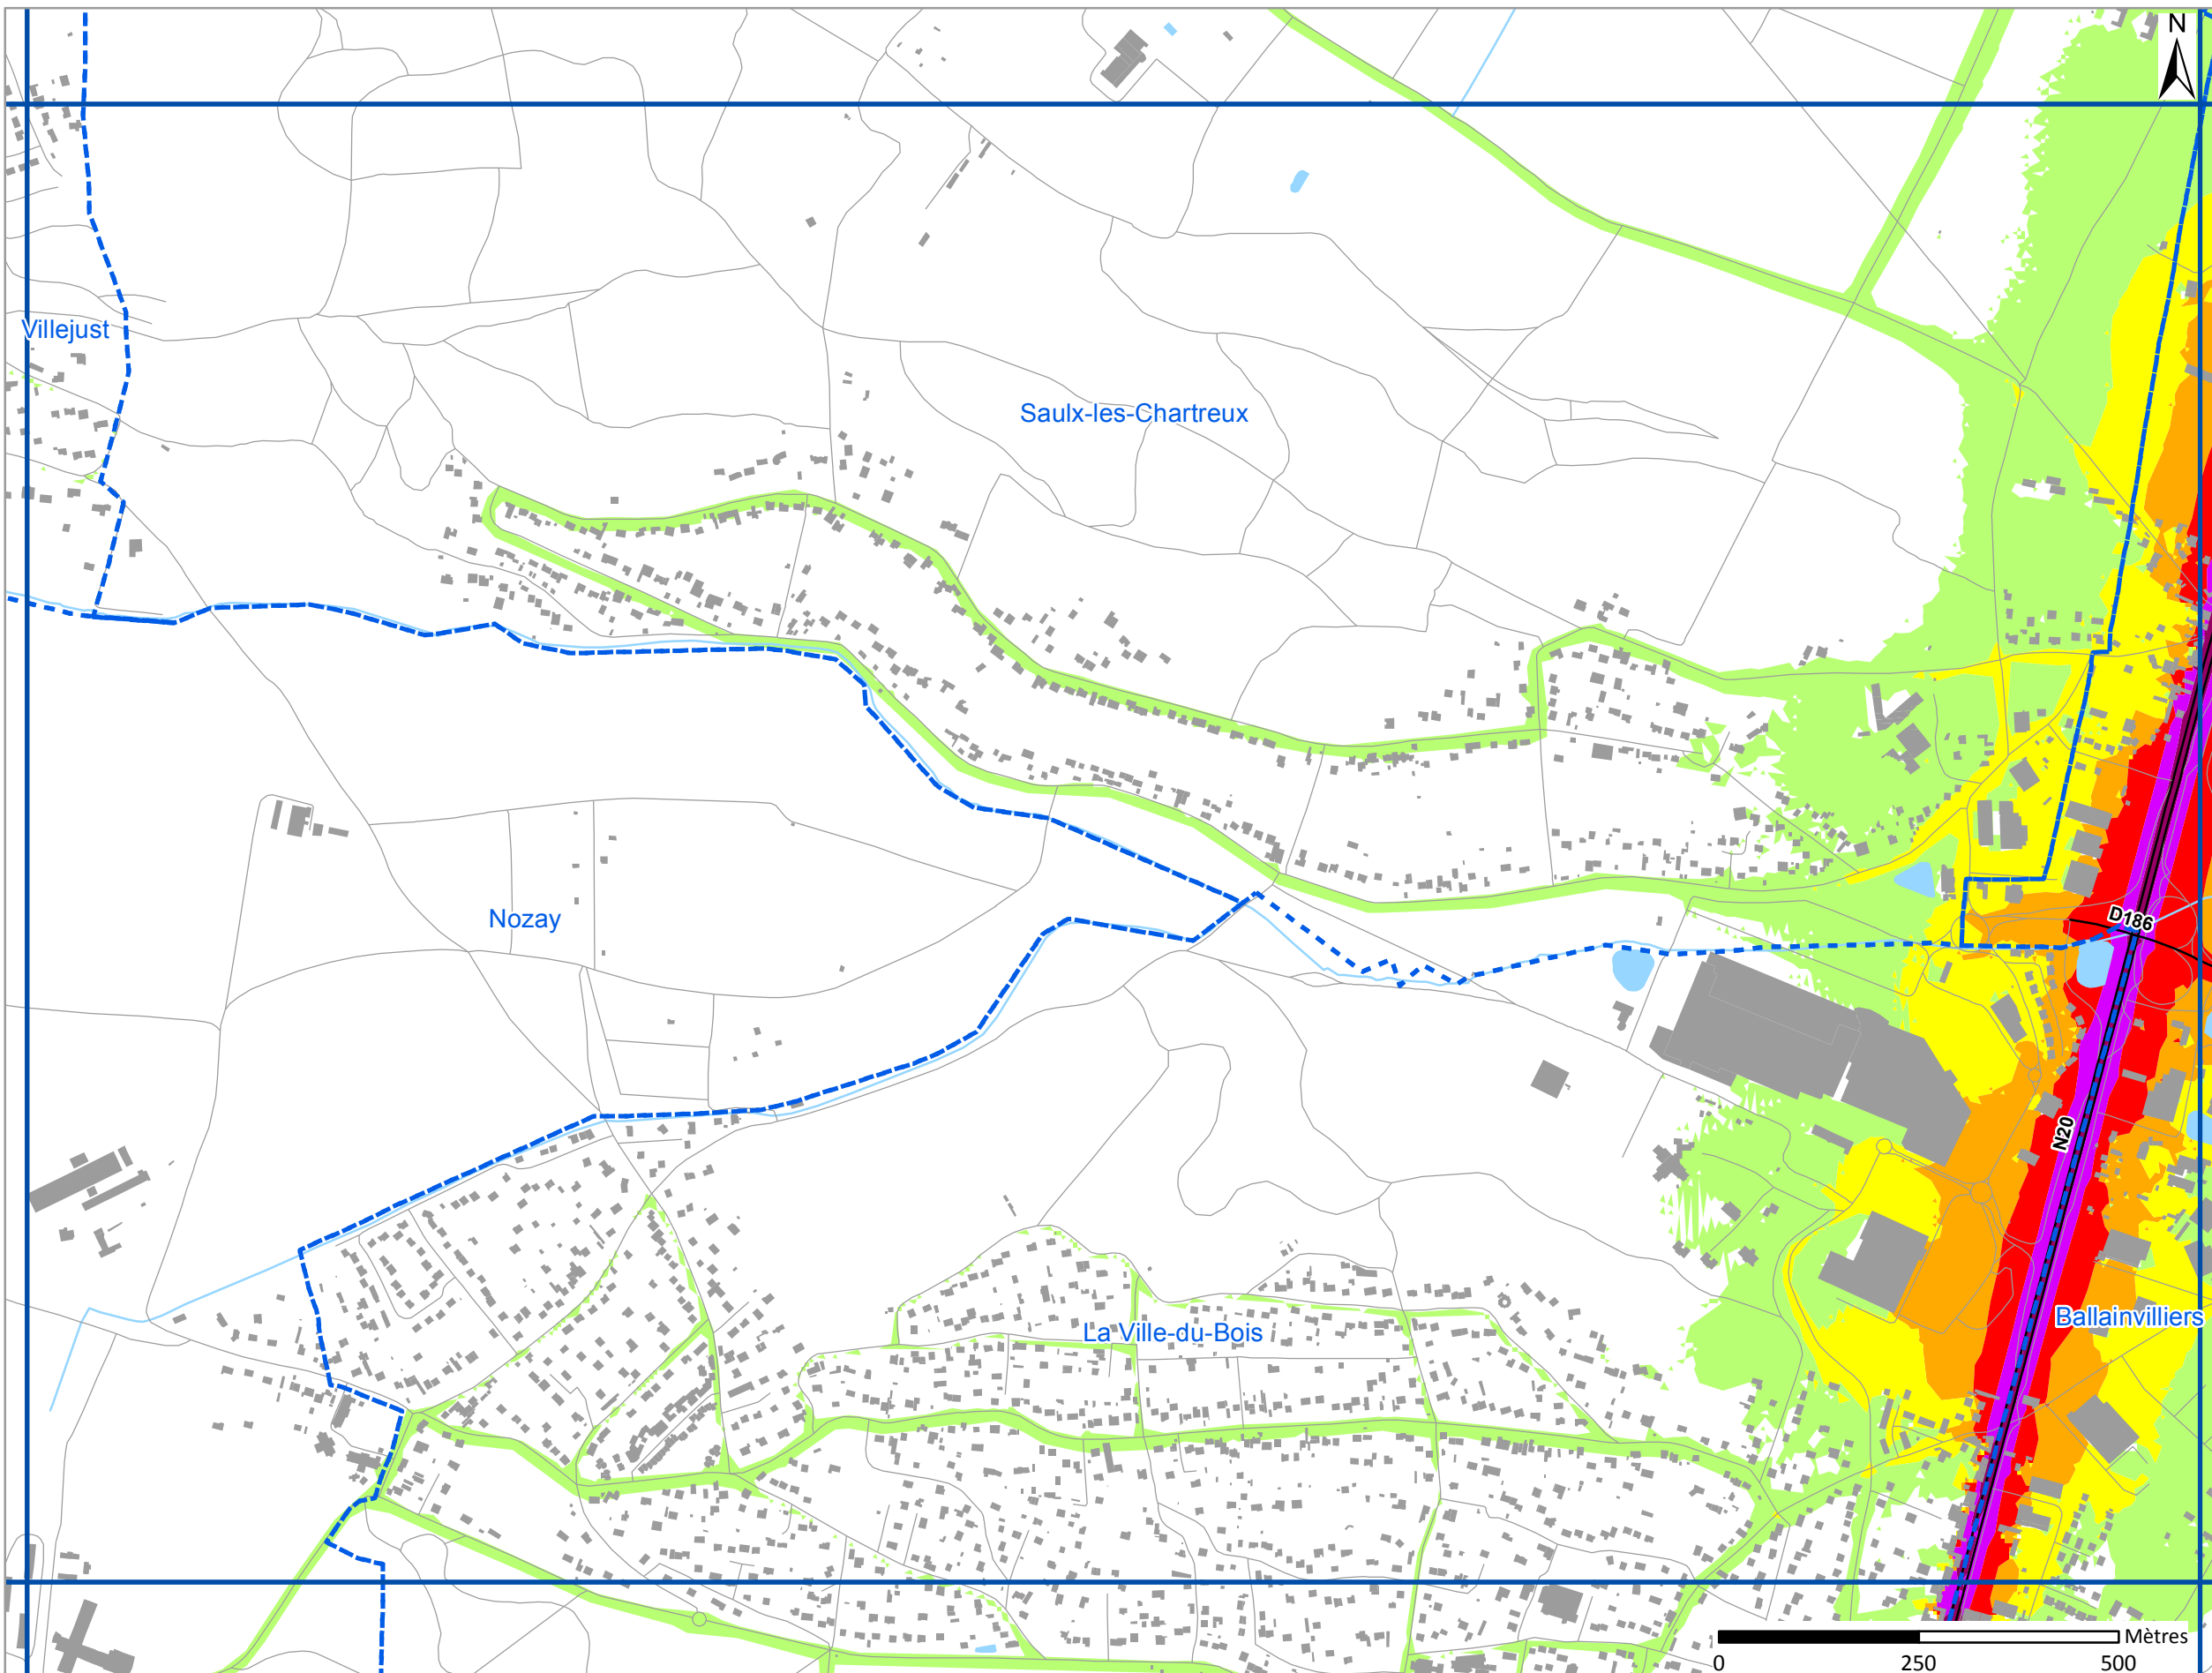 N
Villejust
Saulx-les-Chartreux
Nozay
D186
N20
Ballainvilliers
La Ville-du-Bois
Mètres
0 250 500